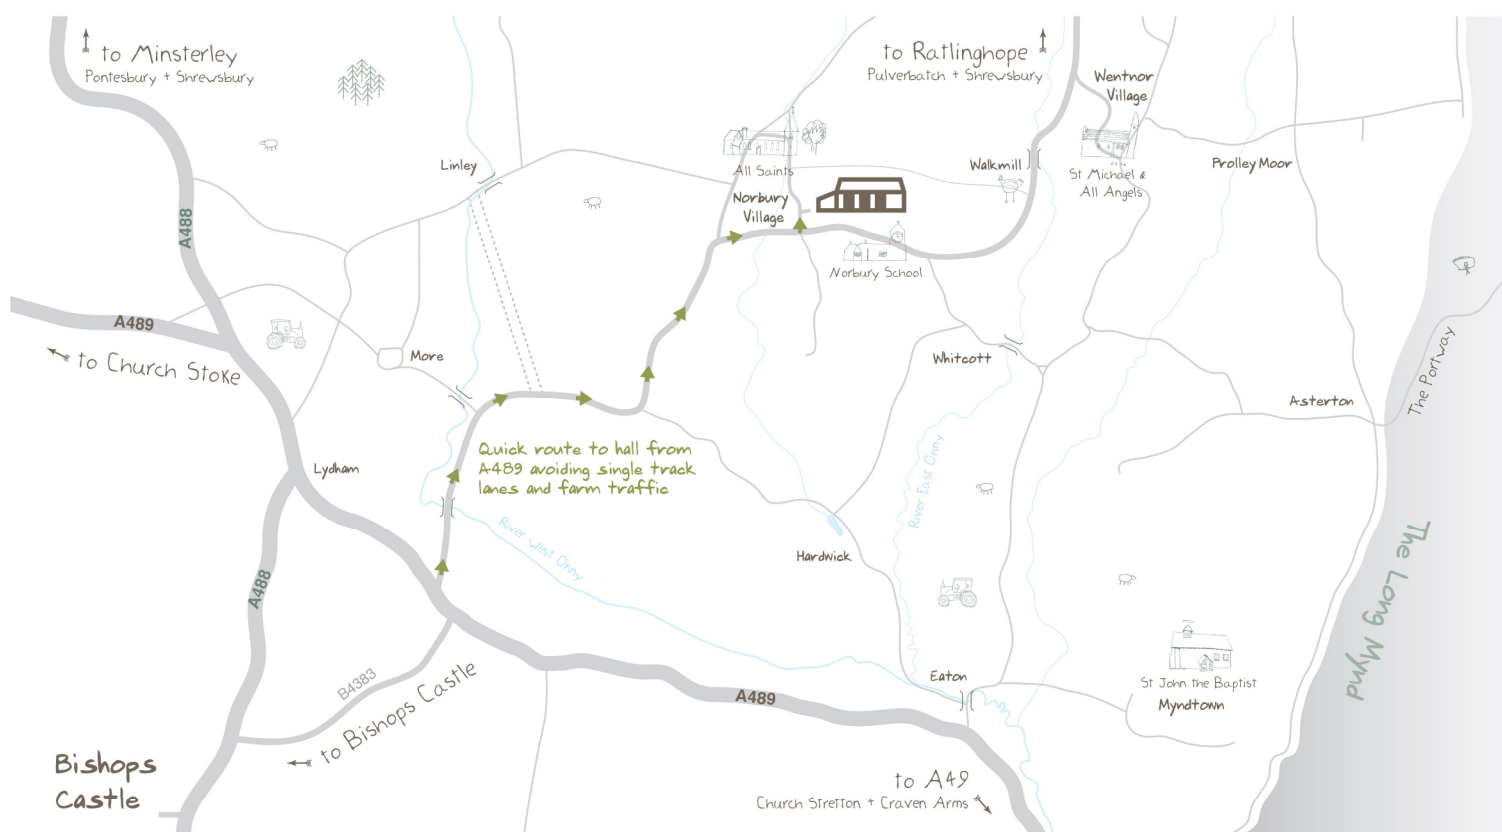 to Minsterley
Pontesbury + Shrewsbury
to Ratlinghope
Pulverbatch + Shrewsbury
Wentnor
Village
Linley
All Saints
Walkmill
St Michael &
All Angels
Prolley Moor
Norbury
Village
A488
Norbury School
A489
to Church Stoke
More
Whitcott
The Portway
Asterton
Quick route to hall from
A489 avoiding single track
lanes and farm traffic
Lydham
River East Onny
River West Onny
Hardwick
The Long Mynd
A488
B4383
to Bishops Castle
Eaton
St John the Baptist
Myndtown
A489
Bishops
Castle
to A49
Church Stretton + Craven Arms